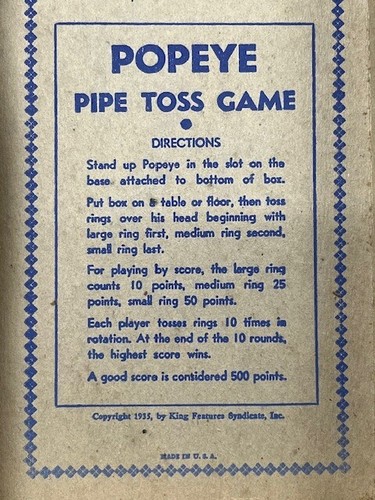 POPEYE
PIPE TOSS GAME
DIRECTIONS
Stand up Popeye in the slot on the
base attached to bottom of box.
Put box on a table or floor, then toss
rings over his head beginning with
large ring first, medium ring second,
small ring last.
For playing by score, the large ring
counts 10 points, medium ring 25
points, small ring 50 points.
Each player tosses rings 10 times in
rotation. At the end of the 10 rounds,
the highest score wins.
A good score is considered 500 points.
Copyright 1935, by King Features Syndicate, Inc.
MADE IN U. S. A.